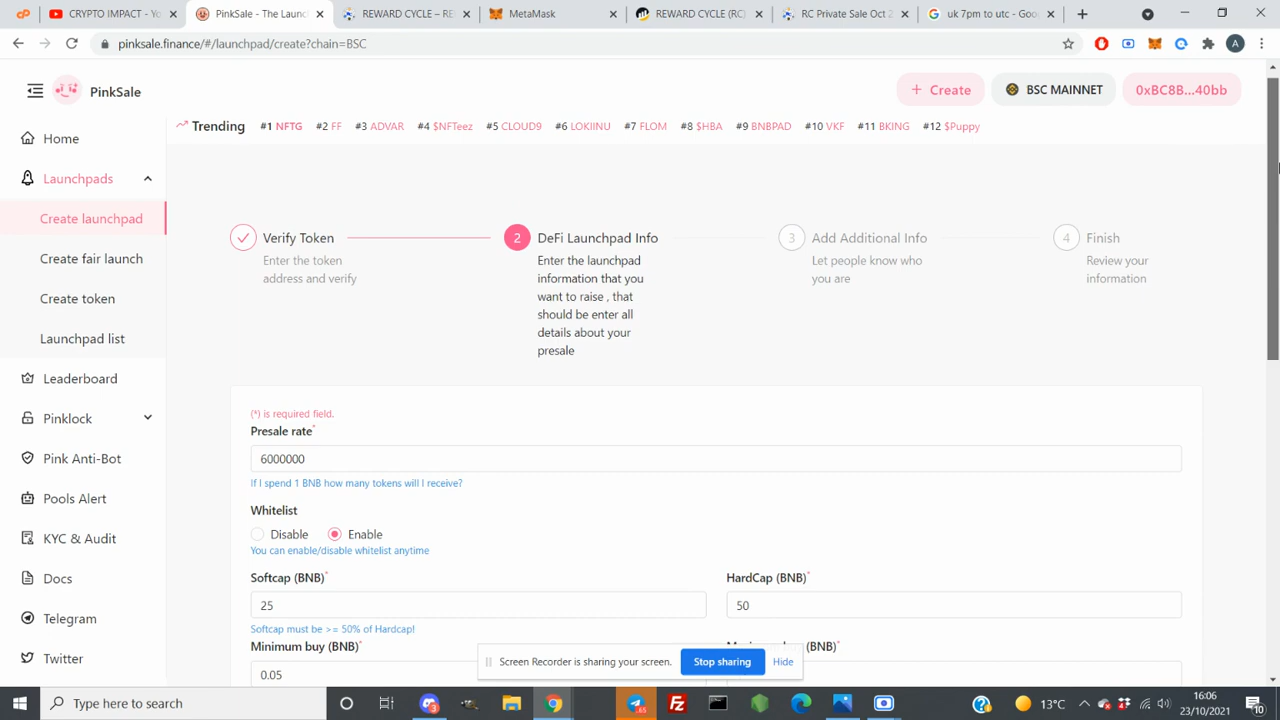 CRYPTO IMPACT - Yo
PinkSale - The Launc
REWARD CYCLE – RE
MetaMask
REWARD CYCLE (RC)
RC Private Sale Oct 2
uk 7pm to utc - Goo
pinksale.finance/#/launchpad/create?chain=BSC
A
PinkSale
Create
BSC MAINNET
0xBC8B...40bb
Trending #1 NFTG #2 FF #3 ADVAR #4 $NFTeez #5 CLOUD9 #6 LOKIINU #7 FLOM #8 $HBA #9 BNBPAD #10 VKF #11 BKING #12 $Puppy
Home
Launchpads
Create launchpad
Create fair launch
Create token
Launchpad list
Leaderboard
Pinklock
Pink Anti-Bot
Pools Alert
KYC & Audit
Docs
Telegram
Twitter
Verify Token
Enter the token
address and verify
2 DeFi Launchpad Info
Enter the launchpad
information that you
want to raise , that
should be enter all
details about your
presale
3 Add Additional Info
Let people know who
you are
4 Finish
Review your
information
(*) is required field.
Presale rate*
6000000
If I spend 1 BNB how many tokens will I receive?
Whitelist
Disable Enable
You can enable/disable whitelist anytime
Softcap (BNB)*
25
Softcap must be >= 50% of Hardcap!
HardCap (BNB)*
50
Minimum buy (BNB)*
0.05
(BNB)*
Screen Recorder is sharing your screen. Stop sharing Hide
Type here to search
65
13°C
16:06
23/10/2021
10